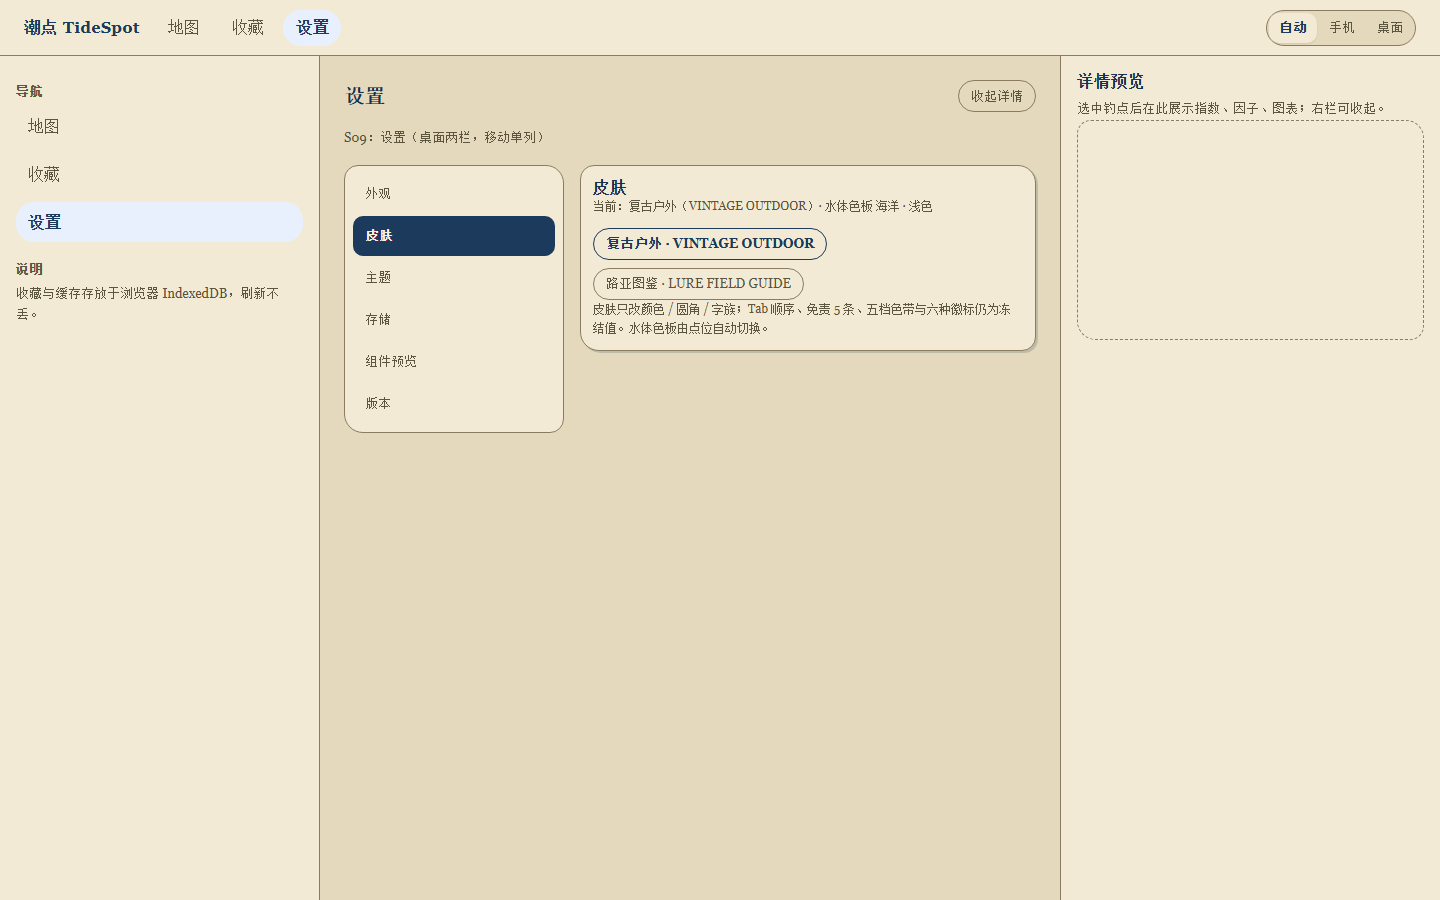 潮点 TideSpot
地图
收藏
设置
自动
手机
桌面
导航
地图
收藏
设置
说明
收藏与缓存存放于浏览器 IndexedDB，刷新不
丢。
设置
收起详情
S09：设置（桌面两栏，移动单列）
外观
皮肤
主题
存储
组件预览
版本
皮肤
当前：复古户外（VINTAGE OUTDOOR）· 水体色板 海洋 · 浅色
复古户外 · VINTAGE OUTDOOR
路亚图鉴 · LURE FIELD GUIDE
皮肤只改颜色 / 圆角 / 字族；Tab 顺序、免责 5 条、五档色带与六种徽标仍为冻
结值。水体色板由点位自动切换。
详情预览
选中钓点后在此展示指数、因子、图表；右栏可收起。